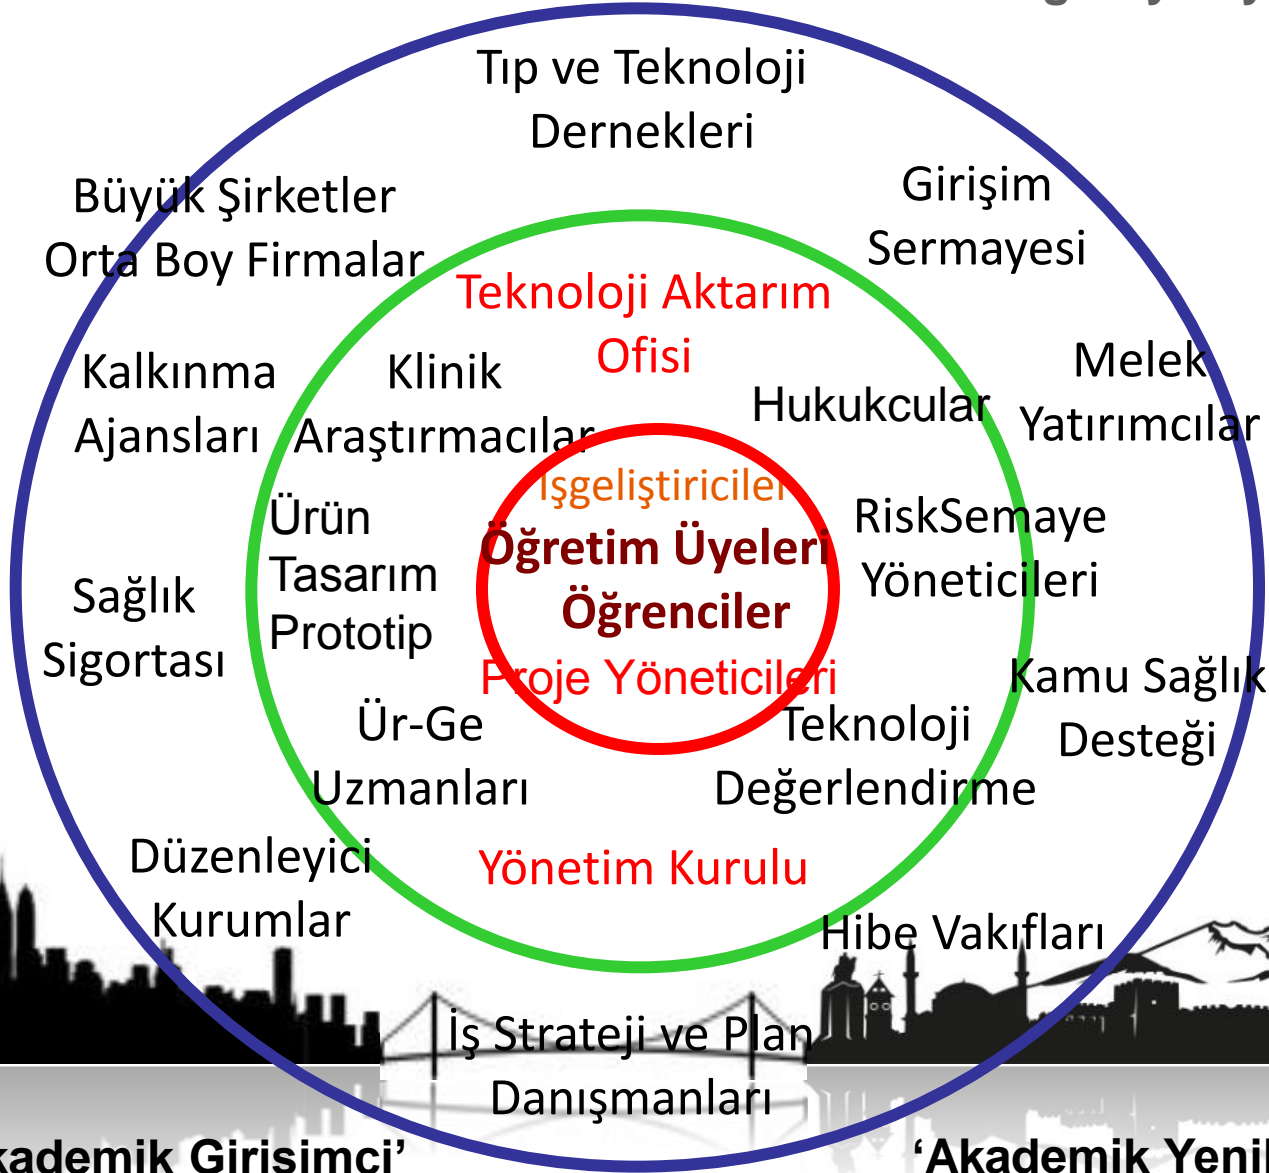 Tıp ve Teknoloji
Dernekleri
Büyük Şirketler
Orta Boy Firmalar
Girişim
Sermayesi
Teknoloji Aktarım
Ofisi
Kalkınma
Ajansları
Klinik
Araştırmacılar
Hukukcular
Melek
Yatırımcılar
İşgeliştiriciler
Öğretim Üyeleri
Öğrenciler
Proje Yöneticileri
Ürün
Tasarım
Prototip
RiskSemaye
Yöneticileri
Sağlık
Sigortası
Kamu Sağlık
Desteği
Ür-Ge
Uzmanları
Teknoloji
Değerlendirme
Düzenleyici
Kurumlar
Yönetim Kurulu
Hibe Vakıfları
İş Strateji ve Plan
Danışmanları
kademik Girişimci’
‘Akademik Yenil